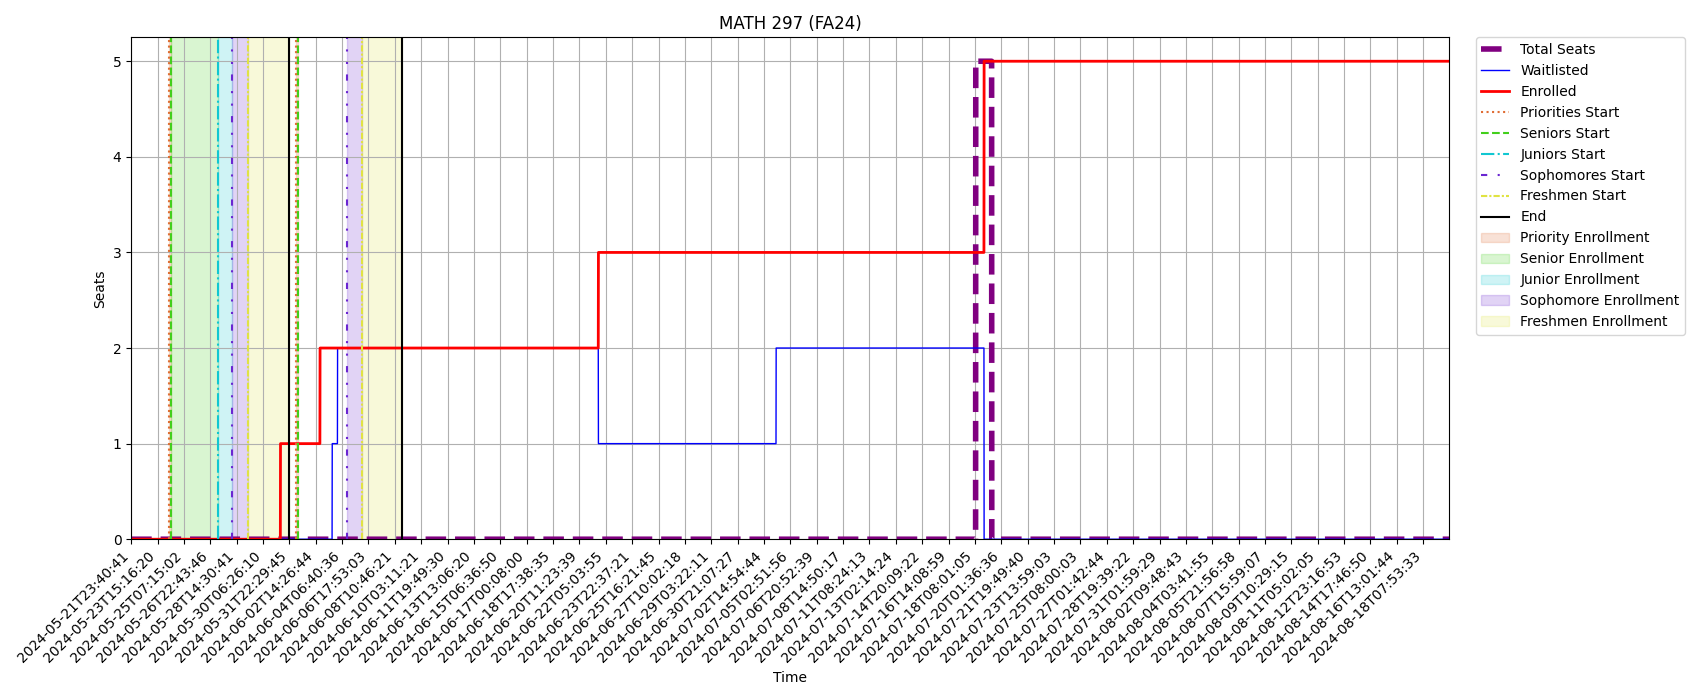 MATH 297 (FA24)
Seats
5
4
3
2
1
0
2024-05-21T23:40:41
2024-05-23T15:16:20
2024-05-25T07:15:02
2024-05-26T22:43:46
2024-05-28T14:30:41
2024-05-30T06:26:10
2024-05-31T22:29:45
2024-06-02T14:26:44
2024-06-04T06:40:36
2024-06-06T17:53:03
2024-06-08T10:46:21
2024-06-10T03:11:21
2024-06-11T19:49:30
2024-06-13T13:06:20
2024-06-15T06:36:50
2024-06-17T00:08:00
2024-06-18T17:38:35
2024-06-20T11:23:39
2024-06-22T05:03:55
2024-06-23T22:37:21
2024-06-25T16:21:45
2024-06-27T10:02:18
2024-06-29T03:22:11
2024-06-30T21:07:27
2024-07-02T14:54:44
2024-07-05T02:51:56
2024-07-06T20:52:39
2024-07-08T14:50:17
2024-07-11T08:24:13
2024-07-13T02:14:24
2024-07-14T20:09:22
2024-07-16T14:08:59
2024-07-18T08:01:05
2024-07-20T01:36:36
2024-07-21T19:49:40
2024-07-23T13:59:03
2024-07-25T08:00:03
2024-07-27T01:42:44
2024-07-28T19:39:22
2024-07-31T01:59:29
2024-08-02T09:48:43
2024-08-04T03:41:55
2024-08-05T21:56:58
2024-08-07T15:59:07
2024-08-09T10:29:15
2024-08-11T05:02:05
2024-08-12T23:16:53
2024-08-14T17:46:50
2024-08-16T13:01:44
2024-08-18T07:53:33
Time
Total Seats
Waitlisted
Enrolled
Priorities Start
Seniors Start
Juniors Start
Sophomores Start
Freshmen Start
End
Priority Enrollment
Senior Enrollment
Junior Enrollment
Sophomore Enrollment
Freshmen Enrollment